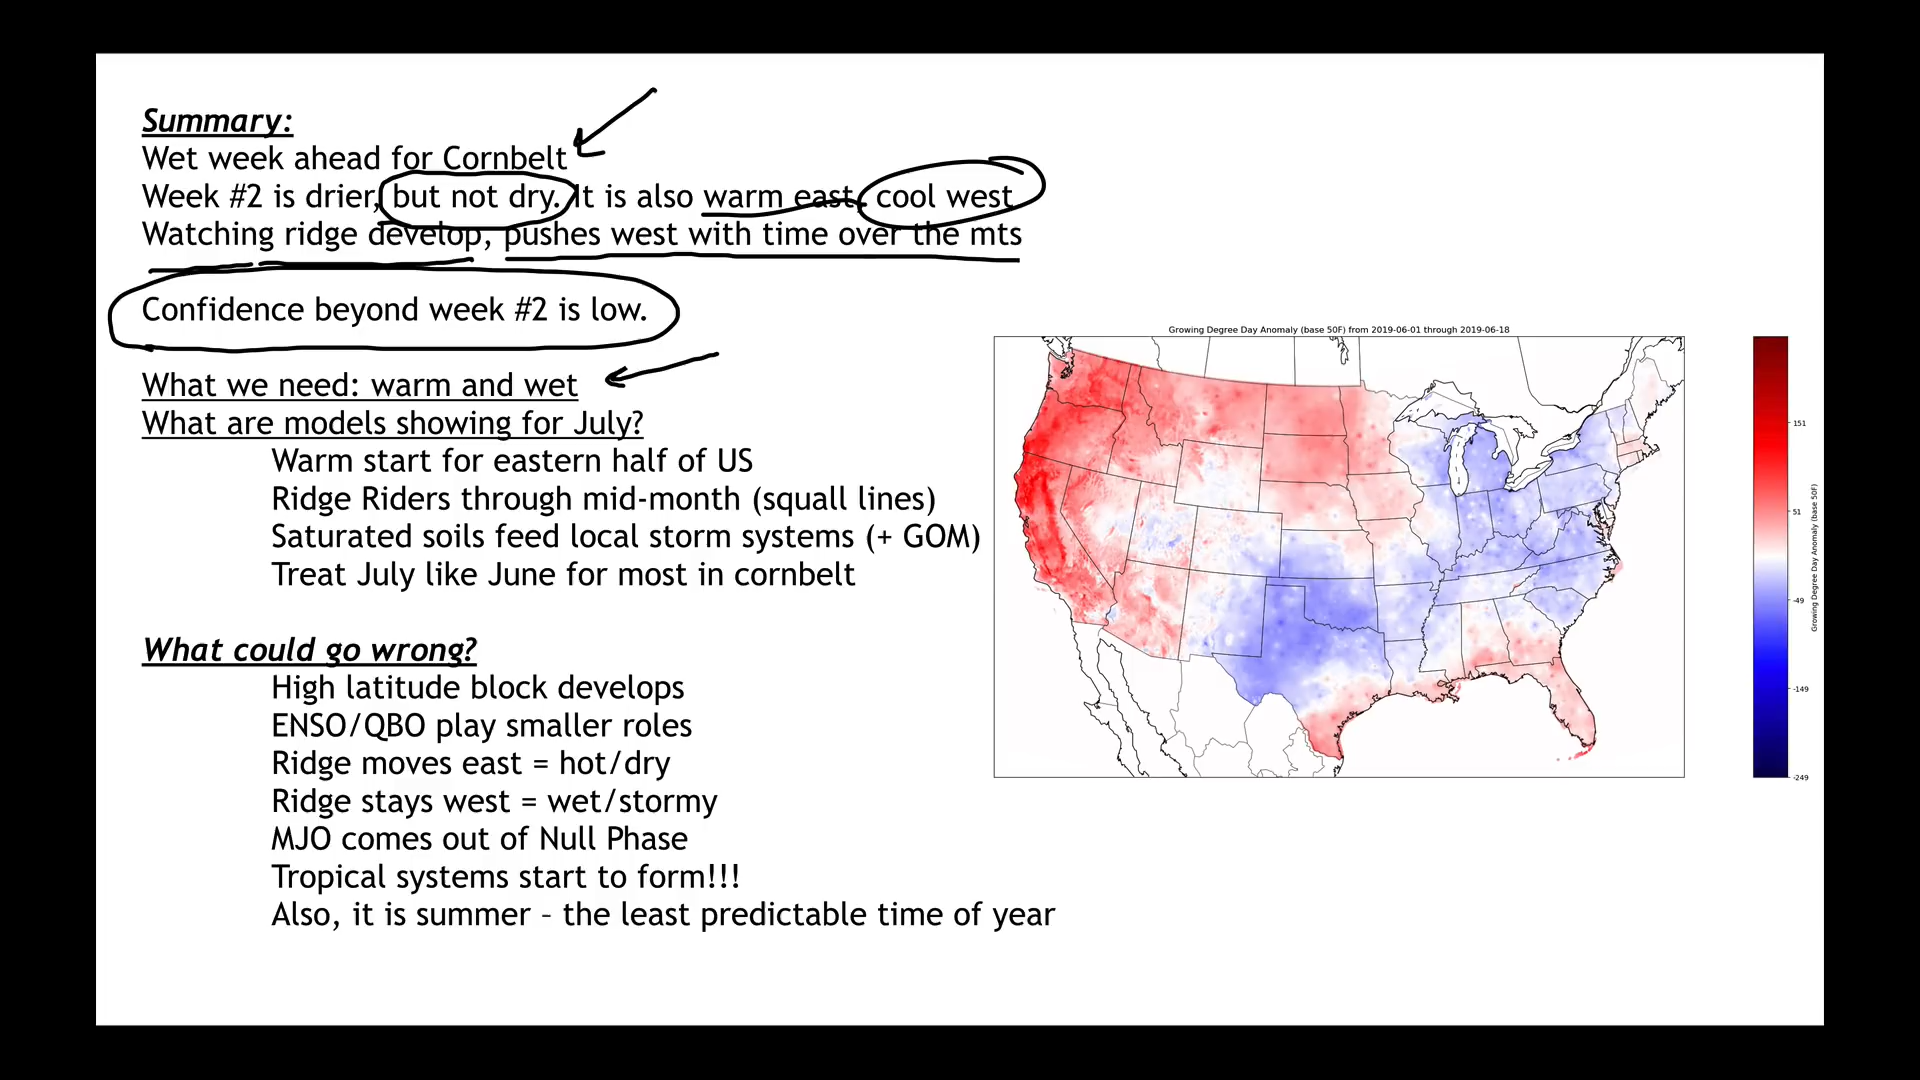 Summary:
Wet week ahead for Cornbelt
Week #2 is drier, but not dry. It is also warm east, cool west
Watching ridge develop, pushes west with time over the mts
Confidence beyond week #2 is low.
What we need: warm and wet
What are models showing for July?
Warm start for eastern half of US
Ridge Riders through mid-month (squall lines)
Saturated soils feed local storm systems (+ GOM)
Treat July like June for most in cornbelt
What could go wrong?
High latitude block develops
ENSO/QBO play smaller roles
Ridge moves east = hot/dry
Ridge stays west = wet/stormy
MJO comes out of Null Phase
Tropical systems start to form!!!
Also, it is summer – the least predictable time of year
Growing Degree Day Anomaly (base 50F) from 2019-06-01 through 2019-06-18
151
51
-49
-149
-249
Growing Degree Day Anomaly (base 50F)